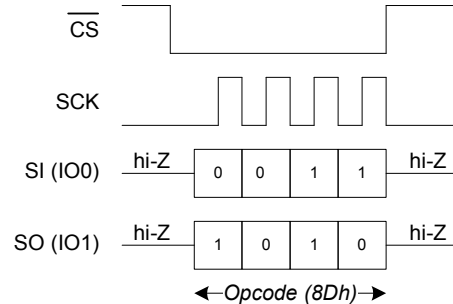 C̅S̅
SCK
SI (IO0) hi-Z 0 0 1 1 hi-Z
SO (IO1) hi-Z 1 0 1 0 hi-Z
Opcode (8Dh)